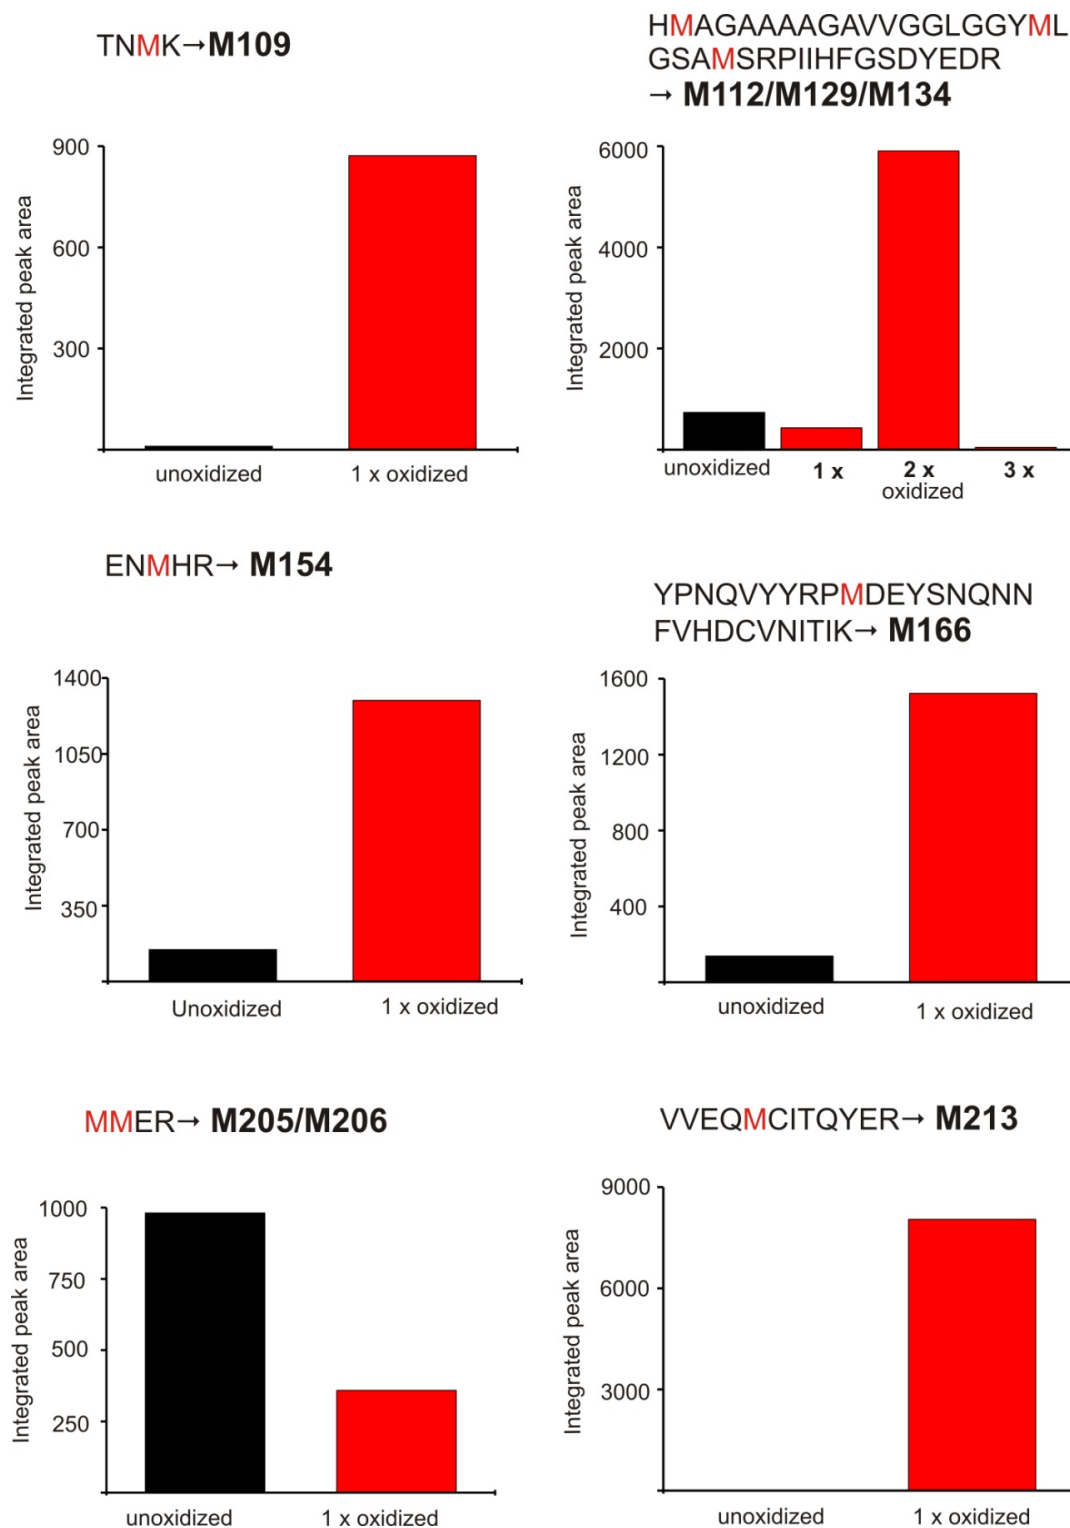 TNMK→M109
Integrated peak area
900
600
300
unoxidized
1 x oxidized
HMAGAAAAGAVVGGLGGYML
GSAMSRPIIHFGSDYEDR
→ M112/M129/M134
Integrated peak area
6000
4000
2000
unoxidized
1 x
2 x
3 x
oxidized
ENMHR→ M154
Integrated peak area
1400
1050
700
350
Unoxidized
1 x oxidized
YPNQVYYRPMDEYSNQNN
FVHDCVNITIK→ M166
Integrated peak area
1600
1200
800
400
unoxidized
1 x oxidized
MMER→ M205/M206
Integrated peak area
1000
750
500
250
unoxidized
1 x oxidized
VVEQMCITQYER→ M213
Integrated peak area
9000
6000
3000
unoxidized
1 x oxidized